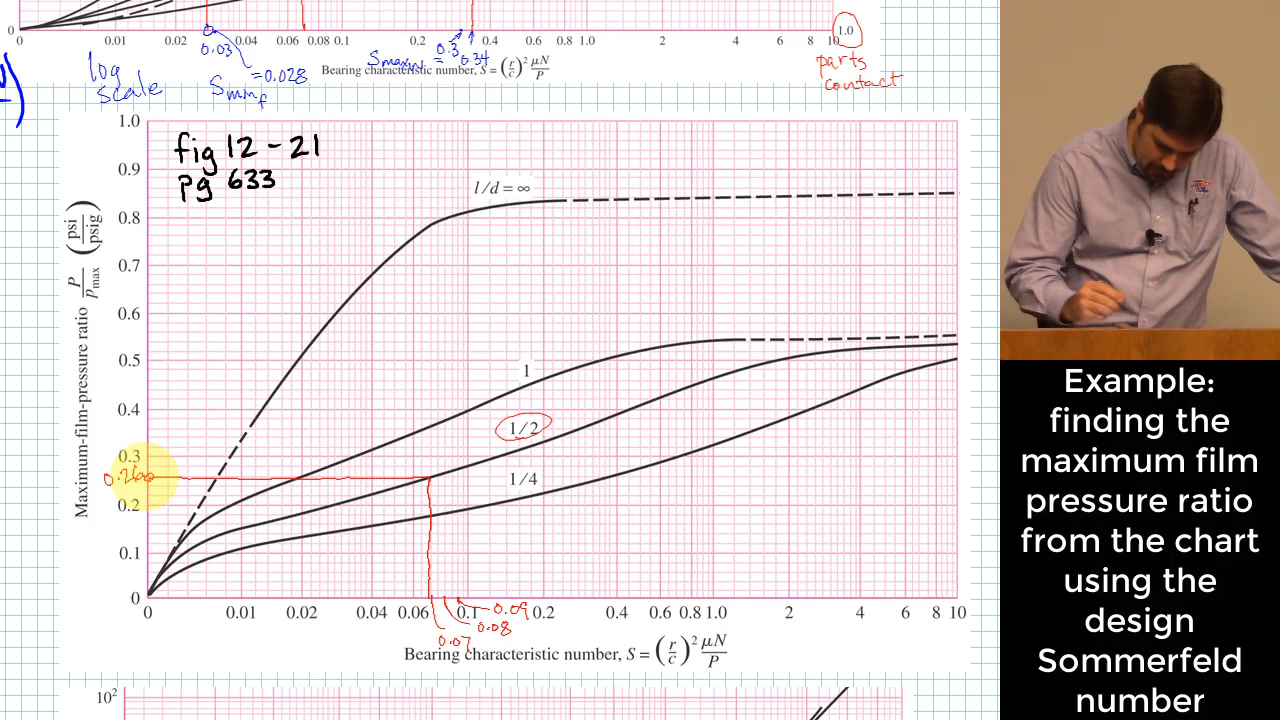 0 0.01 0.02 0.04 0.06 0.08 0.1 0.2 0.4 0.6 0.8 1.0 2 4 6 8 10 1.0
0.03
0.3 0.34
log
scale
=0.028
Bearing characteristic number, S = (r/c)² μN/P
parts
contact
fig 12-21
pg 633
1.0
0.9
0.8
0.7
0.6
0.5
0.4
0.3
0.2
0.1
0
Maximum-film-pressure ratio P/pmax (psi/psig)
l/d = ∞
1
1/2
1/4
0 0.01 0.02 0.04 0.06 0.1 0.2 0.4 0.6 0.8 1.0 2 4 6 8 10
0.09
0.08
0.07
Bearing characteristic number, S = (r/c)² μN/P
10²
Example:
finding the
maximum film
pressure ratio
from the chart
using the
design
Sommerfeld
number